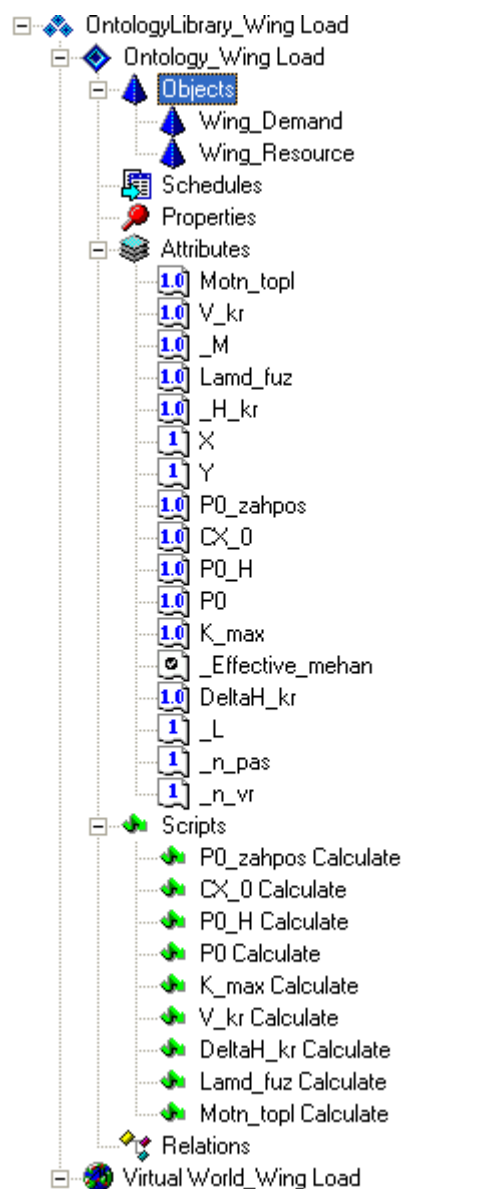 OntologyLibrary_Wing Load
Ontology_Wing Load
Objects
Wing_Demand
Wing_Resource
Schedules
Properties
Attributes
1.0 Motn_topl
1.0 V_kr
1.0 _M
1.0 Lamd_fuz
1.0 _H_kr
1 X
1 Y
1.0 P0_zahpos
1.0 CX_0
1.0 P0_H
1.0 P0
1.0 K_max
_Effective_mehan
1.0 DeltaH_kr
1 _L
1 _n_pas
1 _n_vr
Scripts
P0_zahpos Calculate
CX_0 Calculate
P0_H Calculate
P0 Calculate
K_max Calculate
V_kr Calculate
DeltaH_kr Calculate
Lamd_fuz Calculate
Motn_topl Calculate
Relations
Virtual World_Wing Load